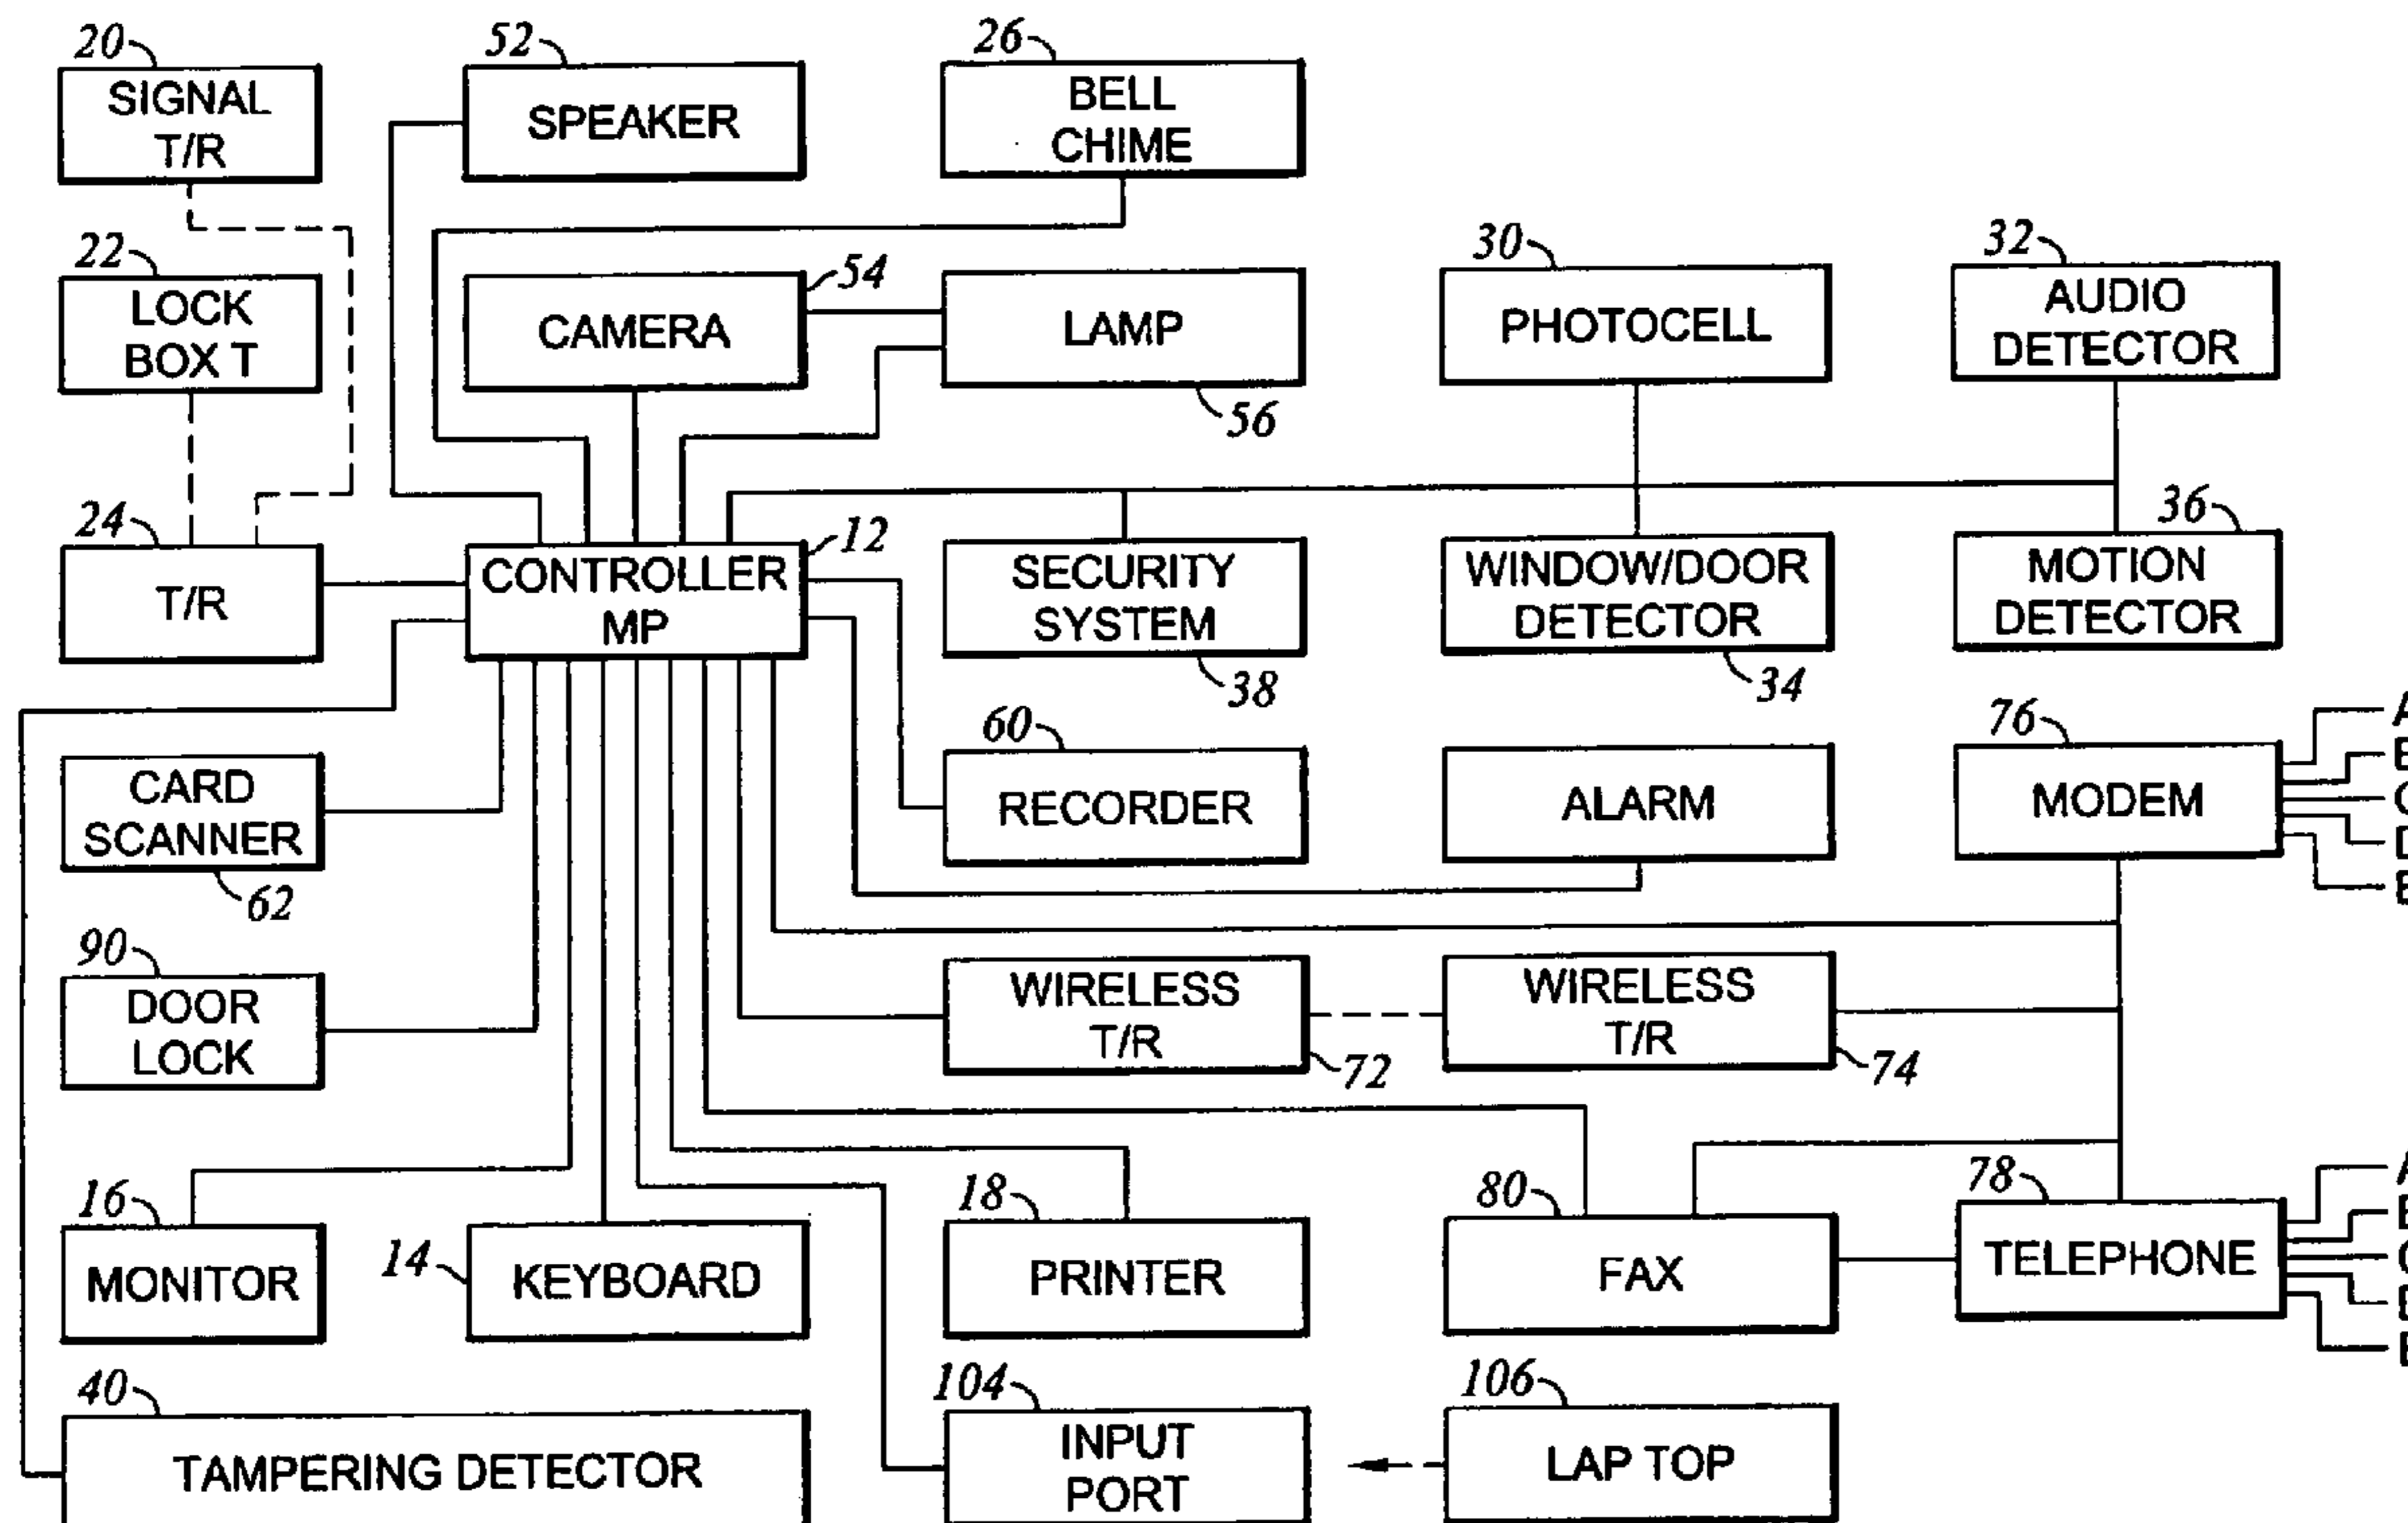 20
SIGNAL
T/R
52
SPEAKER
26
BELL
CHIME
22
LOCK
BOX T
54
CAMERA
LAMP
56
30
PHOTOCELL
32
AUDIO
DETECTOR
24
T/R
12
CONTROLLER
MP
SECURITY
SYSTEM
38
WINDOW/DOOR
DETECTOR
34
36
MOTION
DETECTOR
CARD
SCANNER
62
60
RECORDER
ALARM
76
MODEM
90
DOOR
LOCK
WIRELESS
T/R
72
WIRELESS
T/R
74
16
MONITOR
14
KEYBOARD
18
PRINTER
80
FAX
78
TELEPHONE
40
TAMPERING DETECTOR
104
INPUT
PORT
106
LAP TOP